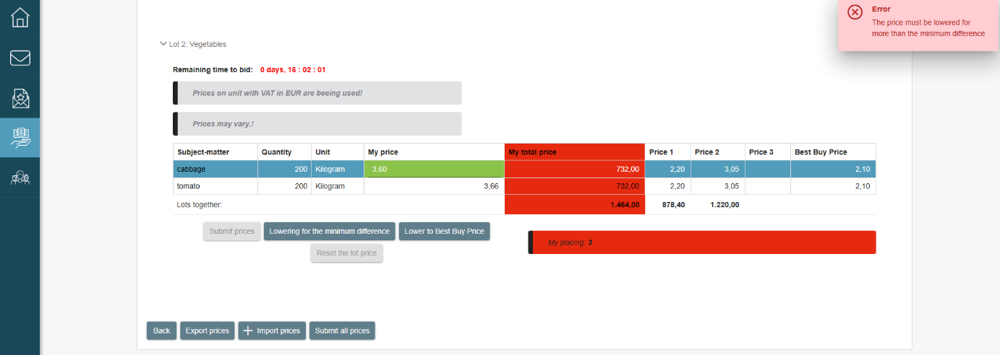 Error
The price must be lowered for
more than the minimum difference
Lot 2: Vegetables
Remaining time to bid: 0 days, 16 : 02 : 01
Prices on unit with VAT in EUR are beeing used!
Prices may vary.!
Subject-matter Quantity Unit My price My total price Price 1 Price 2 Price 3 Best Buy Price
cabbage 200 Kilogram 3,60 732,00 2,20 3,05 2,10
tomato 200 Kilogram 3,66 732,00 2,20 3,05 2,10
Lots together: 1.464,00 878,40 1.220,00
Submit prices Lowering for the minimum difference Lower to Best Buy Price
Reset the lot price
My placing: 3
Back Export prices Import prices Submit all prices